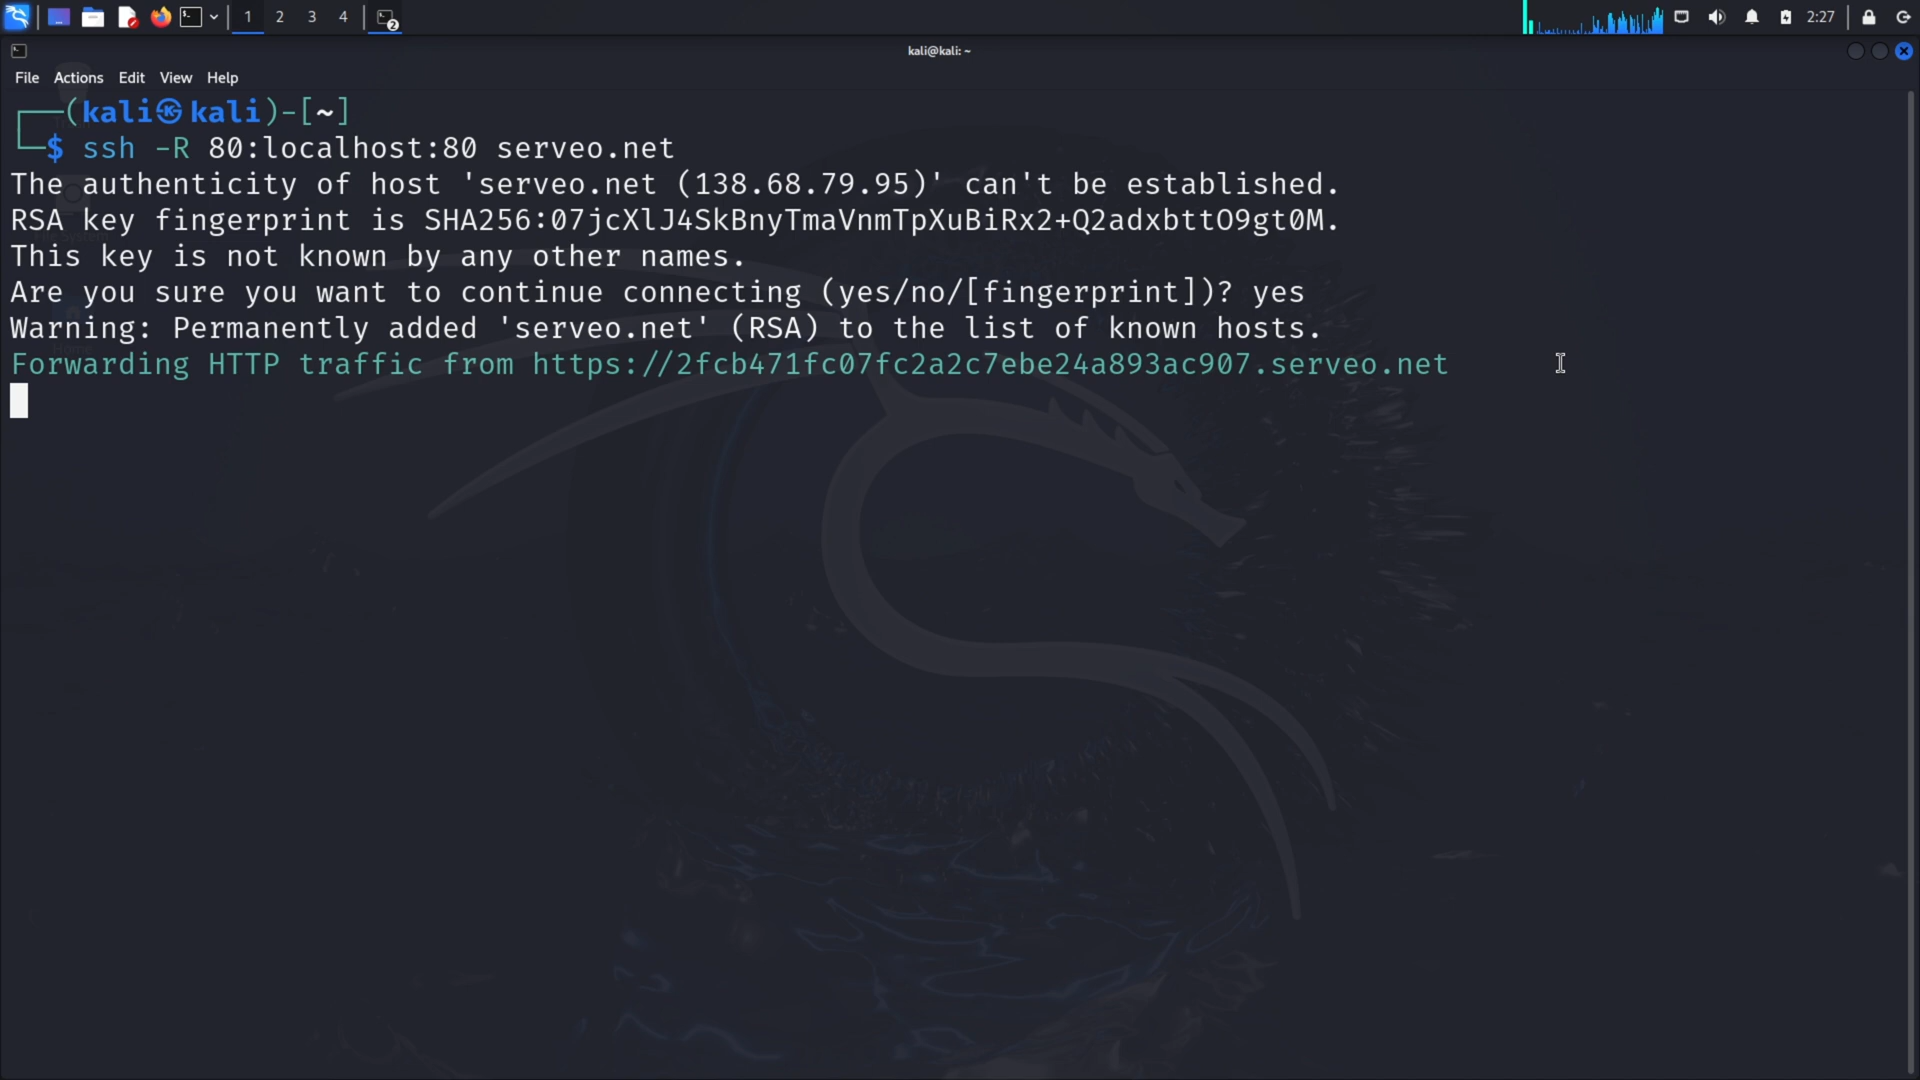 1 2 3 4 2 2:27
kali@kali: ~
File Actions Edit View Help
┌──(kali㉿kali)-[~]
└─$ ssh -R 80:localhost:80 serveo.net
The authenticity of host 'serveo.net (138.68.79.95)' can't be established.
RSA key fingerprint is SHA256:07jcXlJ4SkBnyTmaVnmTpXuBiRx2+Q2adxbttO9gt0M.
This key is not known by any other names.
Are you sure you want to continue connecting (yes/no/[fingerprint])? yes
Warning: Permanently added 'serveo.net' (RSA) to the list of known hosts.
Forwarding HTTP traffic from https://2fcb471fc07fc2a2c7ebe24a893ac907.serveo.net